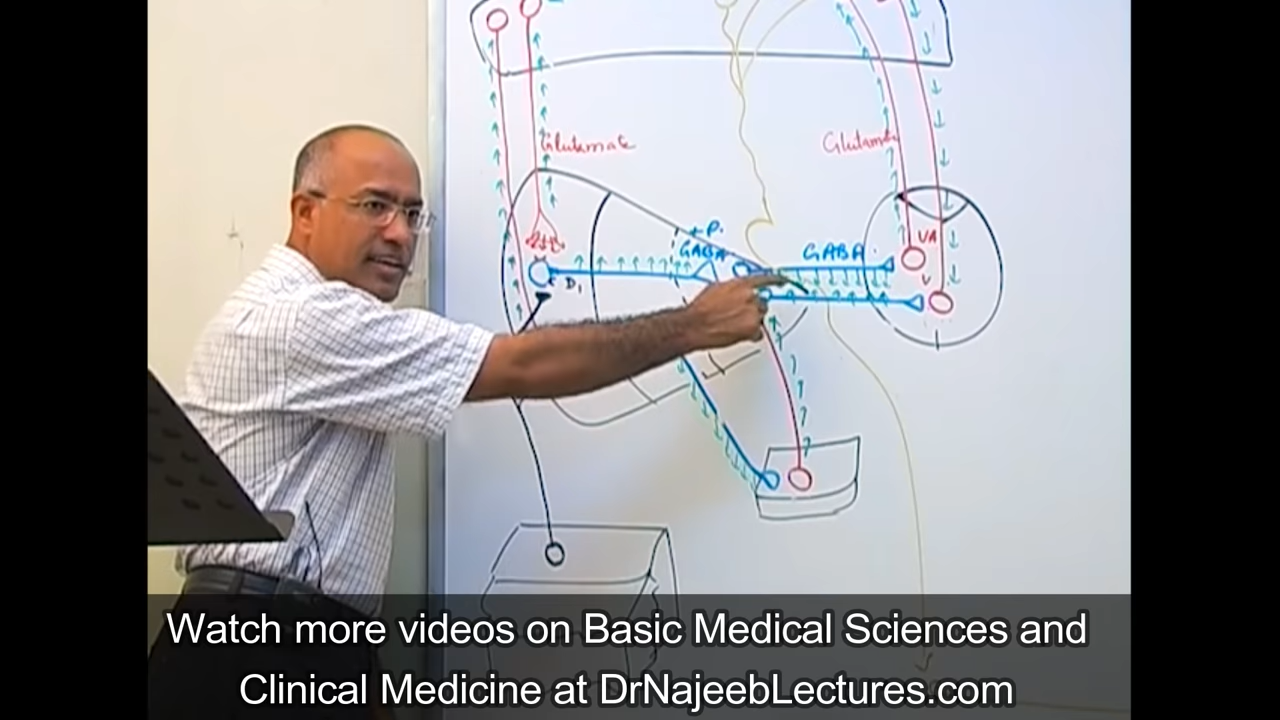 Glutamate
Glutamate
P.
GABA
GABA
VA
D1
Watch more videos on Basic Medical Sciences and
Clinical Medicine at DrNajeebLectures.com